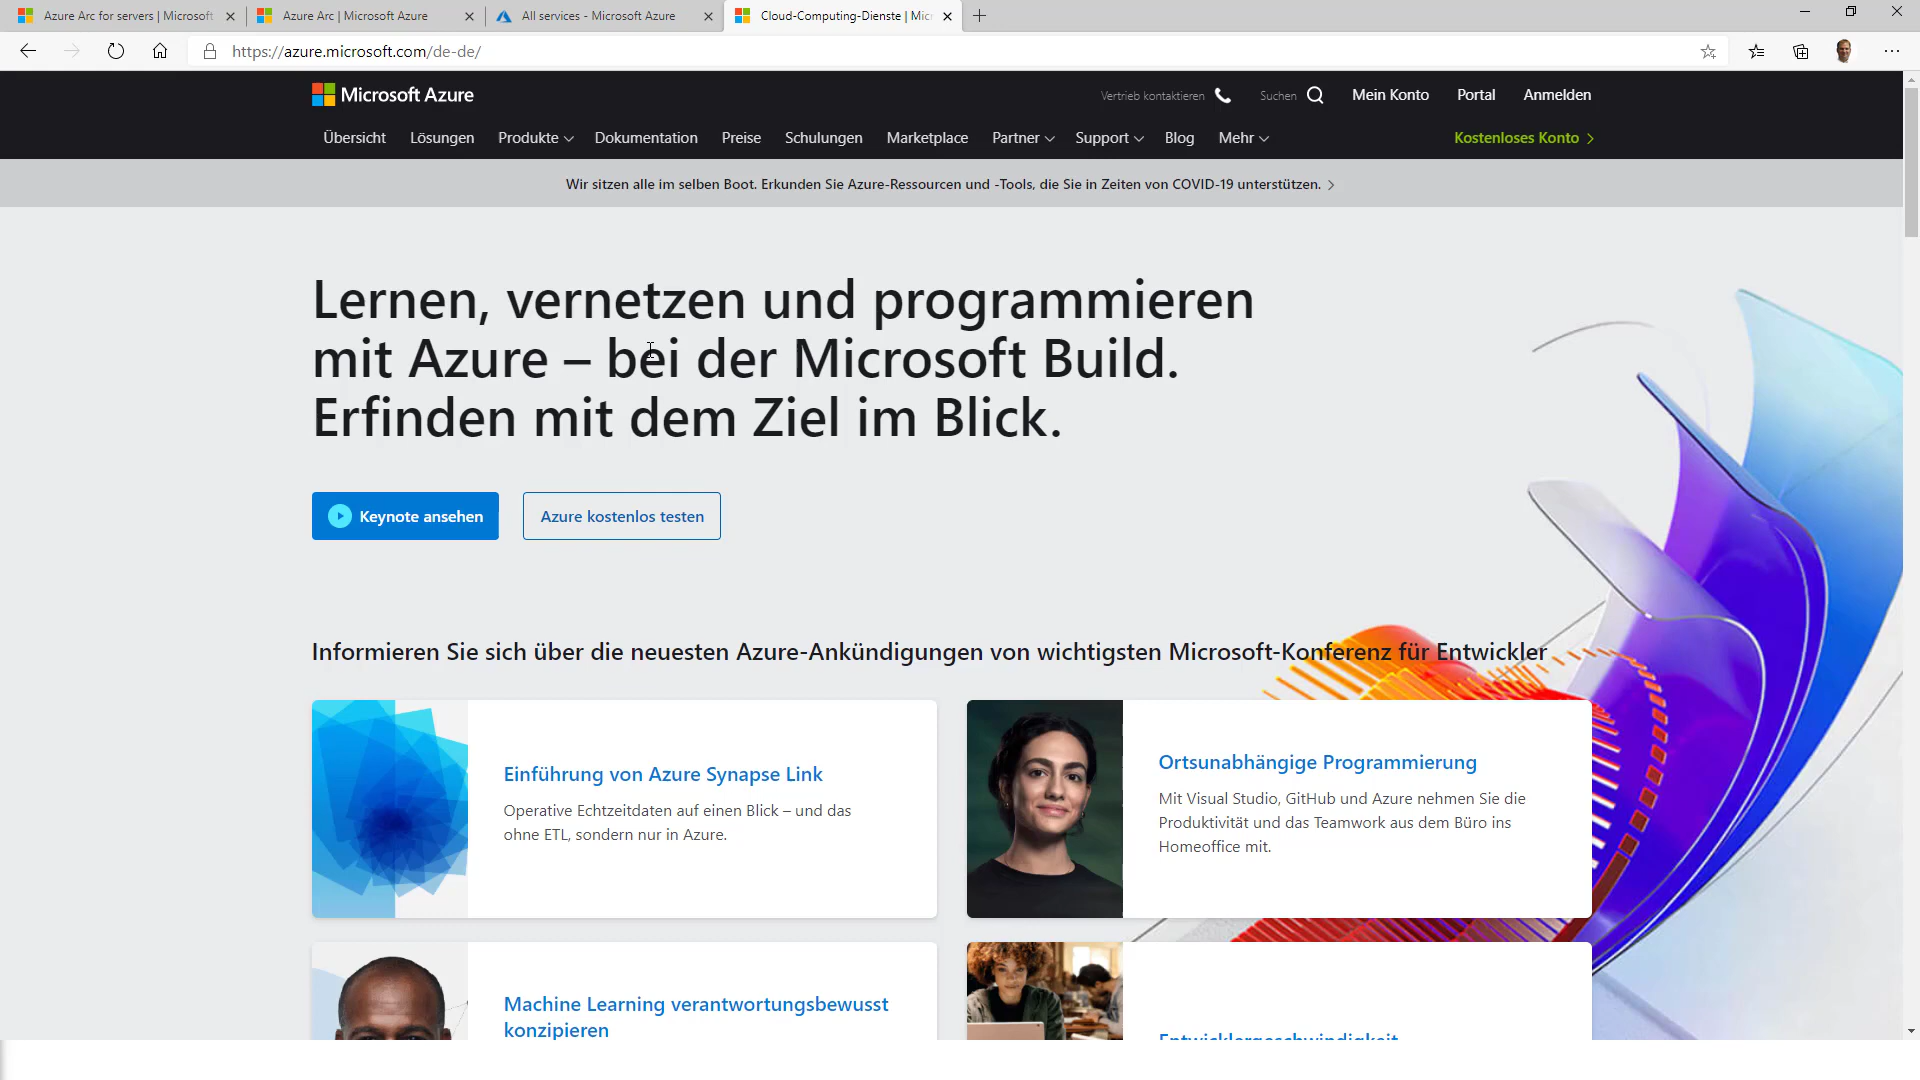 Azure Arc for servers | Microsoft
Azure Arc | Microsoft Azure
All services - Microsoft Azure
Cloud-Computing-Dienste | Micr
https://azure.microsoft.com/de-de/
Microsoft Azure
Vertrieb kontaktieren
Suchen
Mein Konto
Portal
Anmelden
Übersicht
Lösungen
Produkte
Dokumentation
Preise
Schulungen
Marketplace
Partner
Support
Blog
Mehr
Kostenloses Konto
Wir sitzen alle im selben Boot. Erkunden Sie Azure-Ressourcen und -Tools, die Sie in Zeiten von COVID-19 unterstützen.
Lernen, vernetzen und programmieren
mit Azure – bei der Microsoft Build.
Erfinden mit dem Ziel im Blick.
Keynote ansehen
Azure kostenlos testen
Informieren Sie sich über die neuesten Azure-Ankündigungen von wichtigsten Microsoft-Konferenz für Entwickler
Einführung von Azure Synapse Link
Operative Echtzeitdaten auf einen Blick – und das
ohne ETL, sondern nur in Azure.
Ortsunabhängige Programmierung
Mit Visual Studio, GitHub und Azure nehmen Sie die
Produktivität und das Teamwork aus dem Büro ins
Homeoffice mit.
Machine Learning verantwortungsbewusst
konzipieren
Entwicklergeschwindigkeit